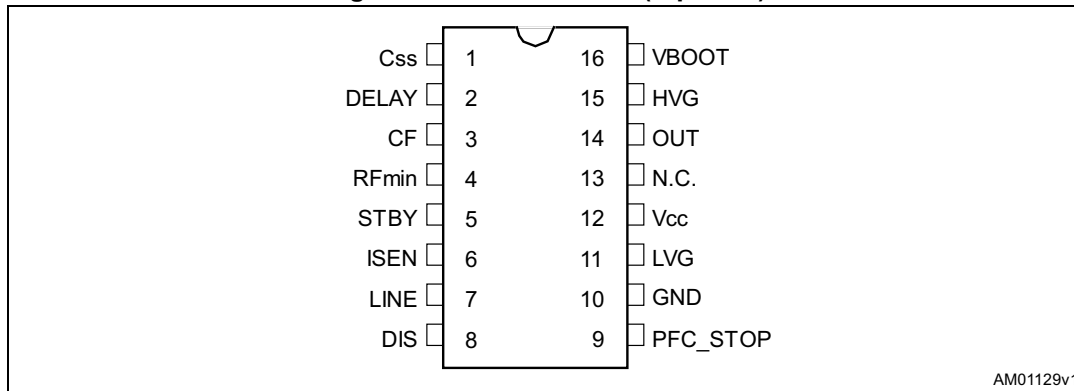 Css 1 16 VBOOT
DELAY 2 15 HVG
CF 3 14 OUT
RFmin 4 13 N.C.
STBY 5 12 Vcc
ISEN 6 11 LVG
LINE 7 10 GND
DIS 8 9 PFC_STOP
AM01129v1